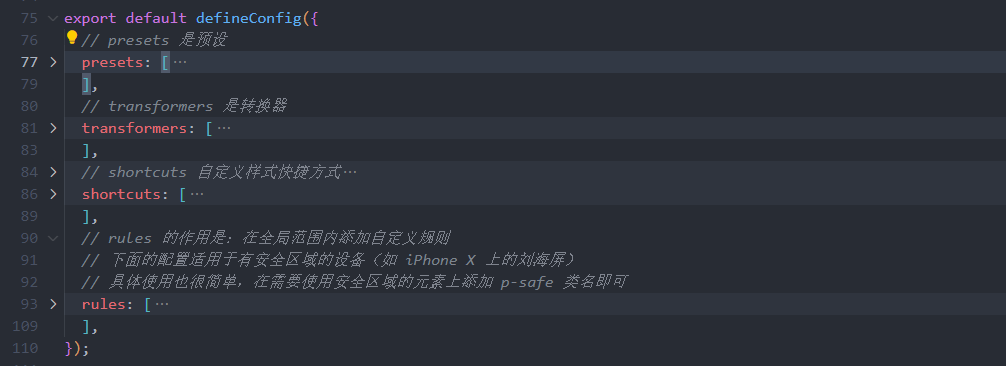 75 export default defineConfig({
76 // presets 是预设
77 presets: [ ···
79 ],
80 // transformers 是转换器
81 transformers: [ ···
83 ],
84 // shortcuts 自定义样式快捷方式···
86 shortcuts: [ ···
89 ],
90 // rules 的作用是: 在全局范围内添加自定义规则
91 // 下面的配置适用于有安全区域的设备（如 iPhone X 上的刘海屏）
92 // 具体使用也很简单，在需要使用安全区域的元素上添加 p-safe 类名即可
93 rules: [ ···
109 ],
110 });